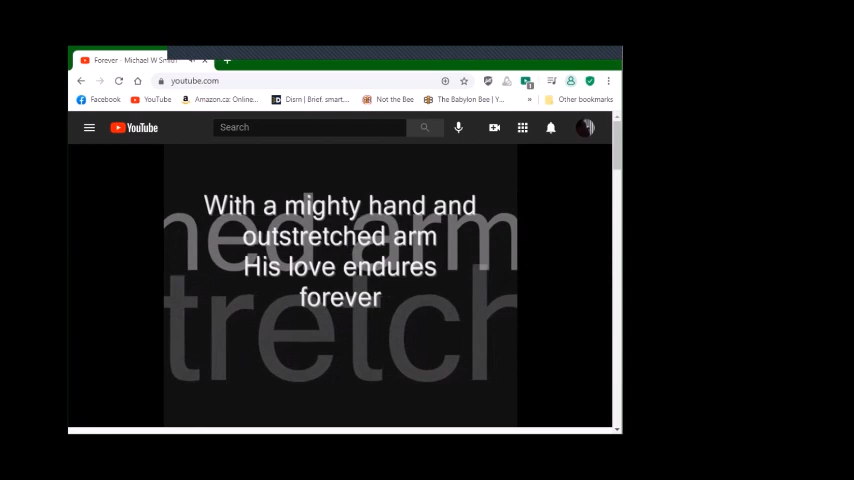 Forever - Michael W Smith
youtube.com
Facebook YouTube Amazon.ca: Online... Disrn | Brief. smart.... Not the Bee The Babylon Bee | Y... » Other bookmarks
YouTube Search
With a mighty hand and
outstretched arm
His love endures
forever
hed arm
tretch